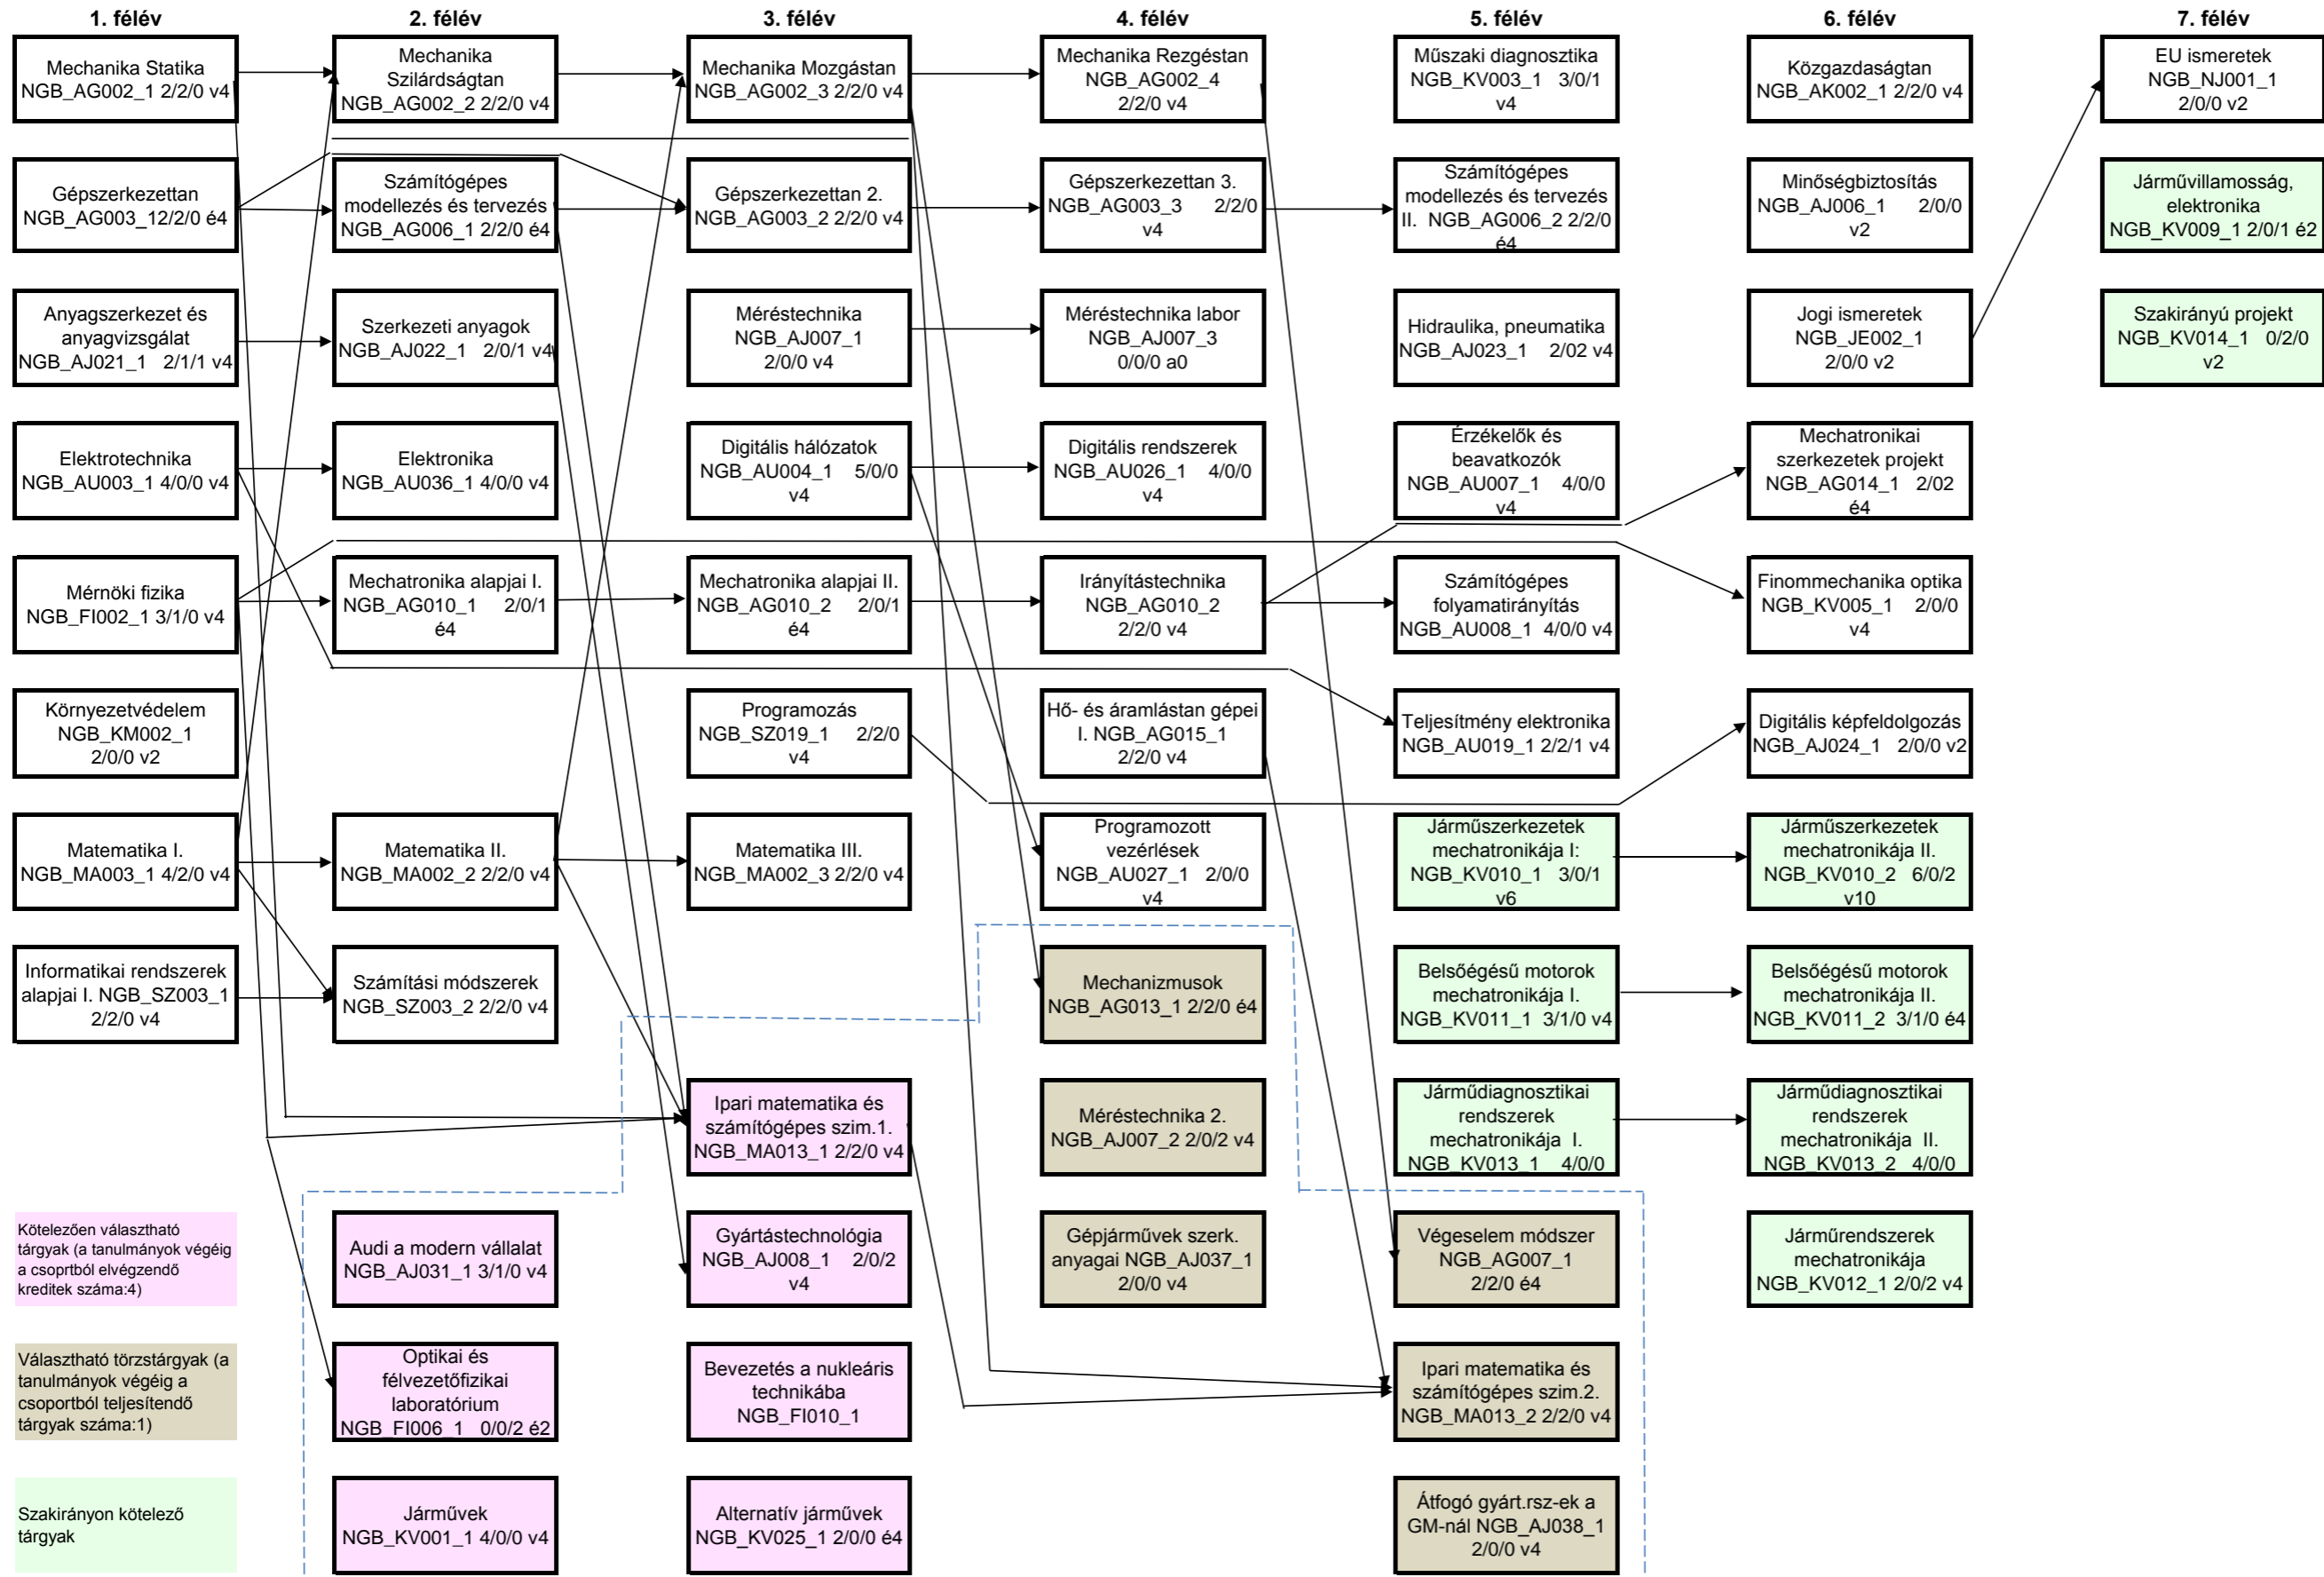 1. félév
2. félév
3. félév
4. félév
5. félév
6. félév
7. félév
Mechanika Statika
NGB_AG002_1 2/2/0 v4
Mechanika
Szilárdságtan
NGB_AG002_2 2/2/0 v4
Mechanika Mozgástan
NGB_AG002_3 2/2/0 v4
Mechanika Rezgéstan
NGB_AG002_4
2/2/0 v4
Műszaki diagnosztika
NGB_KV003_1 3/0/1
v4
Közgazdaságtan
NGB_AK002_1 2/2/0 v4
EU ismeretek
NGB_NJ001_1
2/0/0 v2
Gépszerkezettan
NGB_AG003_12/2/0 é4
Számítógépes
modellezés és tervezés
NGB_AG006_1 2/2/0 é4
Gépszerkezettan 2.
NGB_AG003_2 2/2/0 v4
Gépszerkezettan 3.
NGB_AG003_3 2/2/0
v4
Számítógépes
modellezés és tervezés
II. NGB_AG006_2 2/2/0
é4
Minőségbiztosítás
NGB_AJ006_1 2/0/0
v2
Járművillamosság,
elektronika
NGB_KV009_1 2/0/1 é2
Anyagszerkezet és
anyagvizsgálat
NGB_AJ021_1 2/1/1 v4
Szerkezeti anyagok
NGB_AJ022_1 2/0/1 v4
Méréstechnika
NGB_AJ007_1
2/0/0 v4
Méréstechnika labor
NGB_AJ007_3
0/0/0 a0
Hidraulika, pneumatika
NGB_AJ023_1 2/02 v4
Jogi ismeretek
NGB_JE002_1
2/0/0 v2
Szakirányú projekt
NGB_KV014_1 0/2/0
v2
Elektrotechnika
NGB_AU003_1 4/0/0 v4
Elektronika
NGB_AU036_1 4/0/0 v4
Digitális hálózatok
NGB_AU004_1 5/0/0
v4
Digitális rendszerek
NGB_AU026_1 4/0/0
v4
Érzékelők és
beavatkozók
NGB_AU007_1 4/0/0
v4
Mechatronikai
szerkezetek projekt
NGB_AG014_1 2/02
é4
Mérnöki fizika
NGB_FI002_1 3/1/0 v4
Mechatronika alapjai I.
NGB_AG010_1 2/0/1
é4
Mechatronika alapjai II.
NGB_AG010_2 2/0/1
é4
Irányítástechnika
NGB_AG010_2
2/2/0 v4
Számítógépes
folyamatirányítás
NGB_AU008_1 4/0/0 v4
Finommechanika optika
NGB_KV005_1 2/0/0
v4
Környezetvédelem
NGB_KM002_1
2/0/0 v2
Programozás
NGB_SZ019_1 2/2/0
v4
Hő- és áramlástan gépei
I. NGB_AG015_1
2/2/0 v4
Teljesítmény elektronika
NGB_AU019_1 2/2/1 v4
Digitális képfeldolgozás
NGB_AJ024_1 2/0/0 v2
Matematika I.
NGB_MA003_1 4/2/0 v4
Matematika II.
NGB_MA002_2 2/2/0 v4
Matematika III.
NGB_MA002_3 2/2/0 v4
Programozott
vezérlések
NGB_AU027_1 2/0/0
v4
Járműszerkezetek
mechatronikája I:
NGB_KV010_1 3/0/1
v6
Járműszerkezetek
mechatronikája II.
NGB_KV010_2 6/0/2
v10
Informatikai rendszerek
alapjai I. NGB_SZ003_1
2/2/0 v4
Számítási módszerek
NGB_SZ003_2 2/2/0 v4
Mechanizmusok
NGB_AG013_1 2/2/0 é4
Belsőégésű motorok
mechatronikája I.
NGB_KV011_1 3/1/0 v4
Belsőégésű motorok
mechatronikája II.
NGB_KV011_2 3/1/0 é4
Ipari matematika és
számítógépes szim.1.
NGB_MA013_1 2/2/0 v4
Méréstechnika 2.
NGB_AJ007_2 2/0/2 v4
Járműdiagnosztikai
rendszerek
mechatronikája I.
NGB_KV013_1 4/0/0
Járműdiagnosztikai
rendszerek
mechatronikája II.
NGB_KV013_2 4/0/0
Kötelezően választható
tárgyak (a tanulmányok végéig
a csoprtból elvégzendő
kreditek száma:4)
Audi a modern vállalat
NGB_AJ031_1 3/1/0 v4
Gyártástechnológia
NGB_AJ008_1 2/0/2
v4
Gépjárművek szerk.
anyagai NGB_AJ037_1
2/0/0 v4
Végeselem módszer
NGB_AG007_1
2/2/0 é4
Járműrendszerek
mechatronikája
NGB_KV012_1 2/0/2 v4
Választható törzstárgyak (a
tanulmányok végéig a
csoportból teljesítendő
tárgyak száma:1)
Optikai és
félvezetőfizikai
laboratórium
NGB_FI006_1 0/0/2 é2
Bevezetés a nukleáris
technikába
NGB_FI010_1
Ipari matematika és
számítógépes szim.2.
NGB_MA013_2 2/2/0 v4
Szakirányon kötelező
tárgyak
Járművek
NGB_KV001_1 4/0/0 v4
Alternatív járművek
NGB_KV025_1 2/0/0 é4
Átfogó gyárt.rsz-ek a
GM-nál NGB_AJ038_1
2/0/0 v4